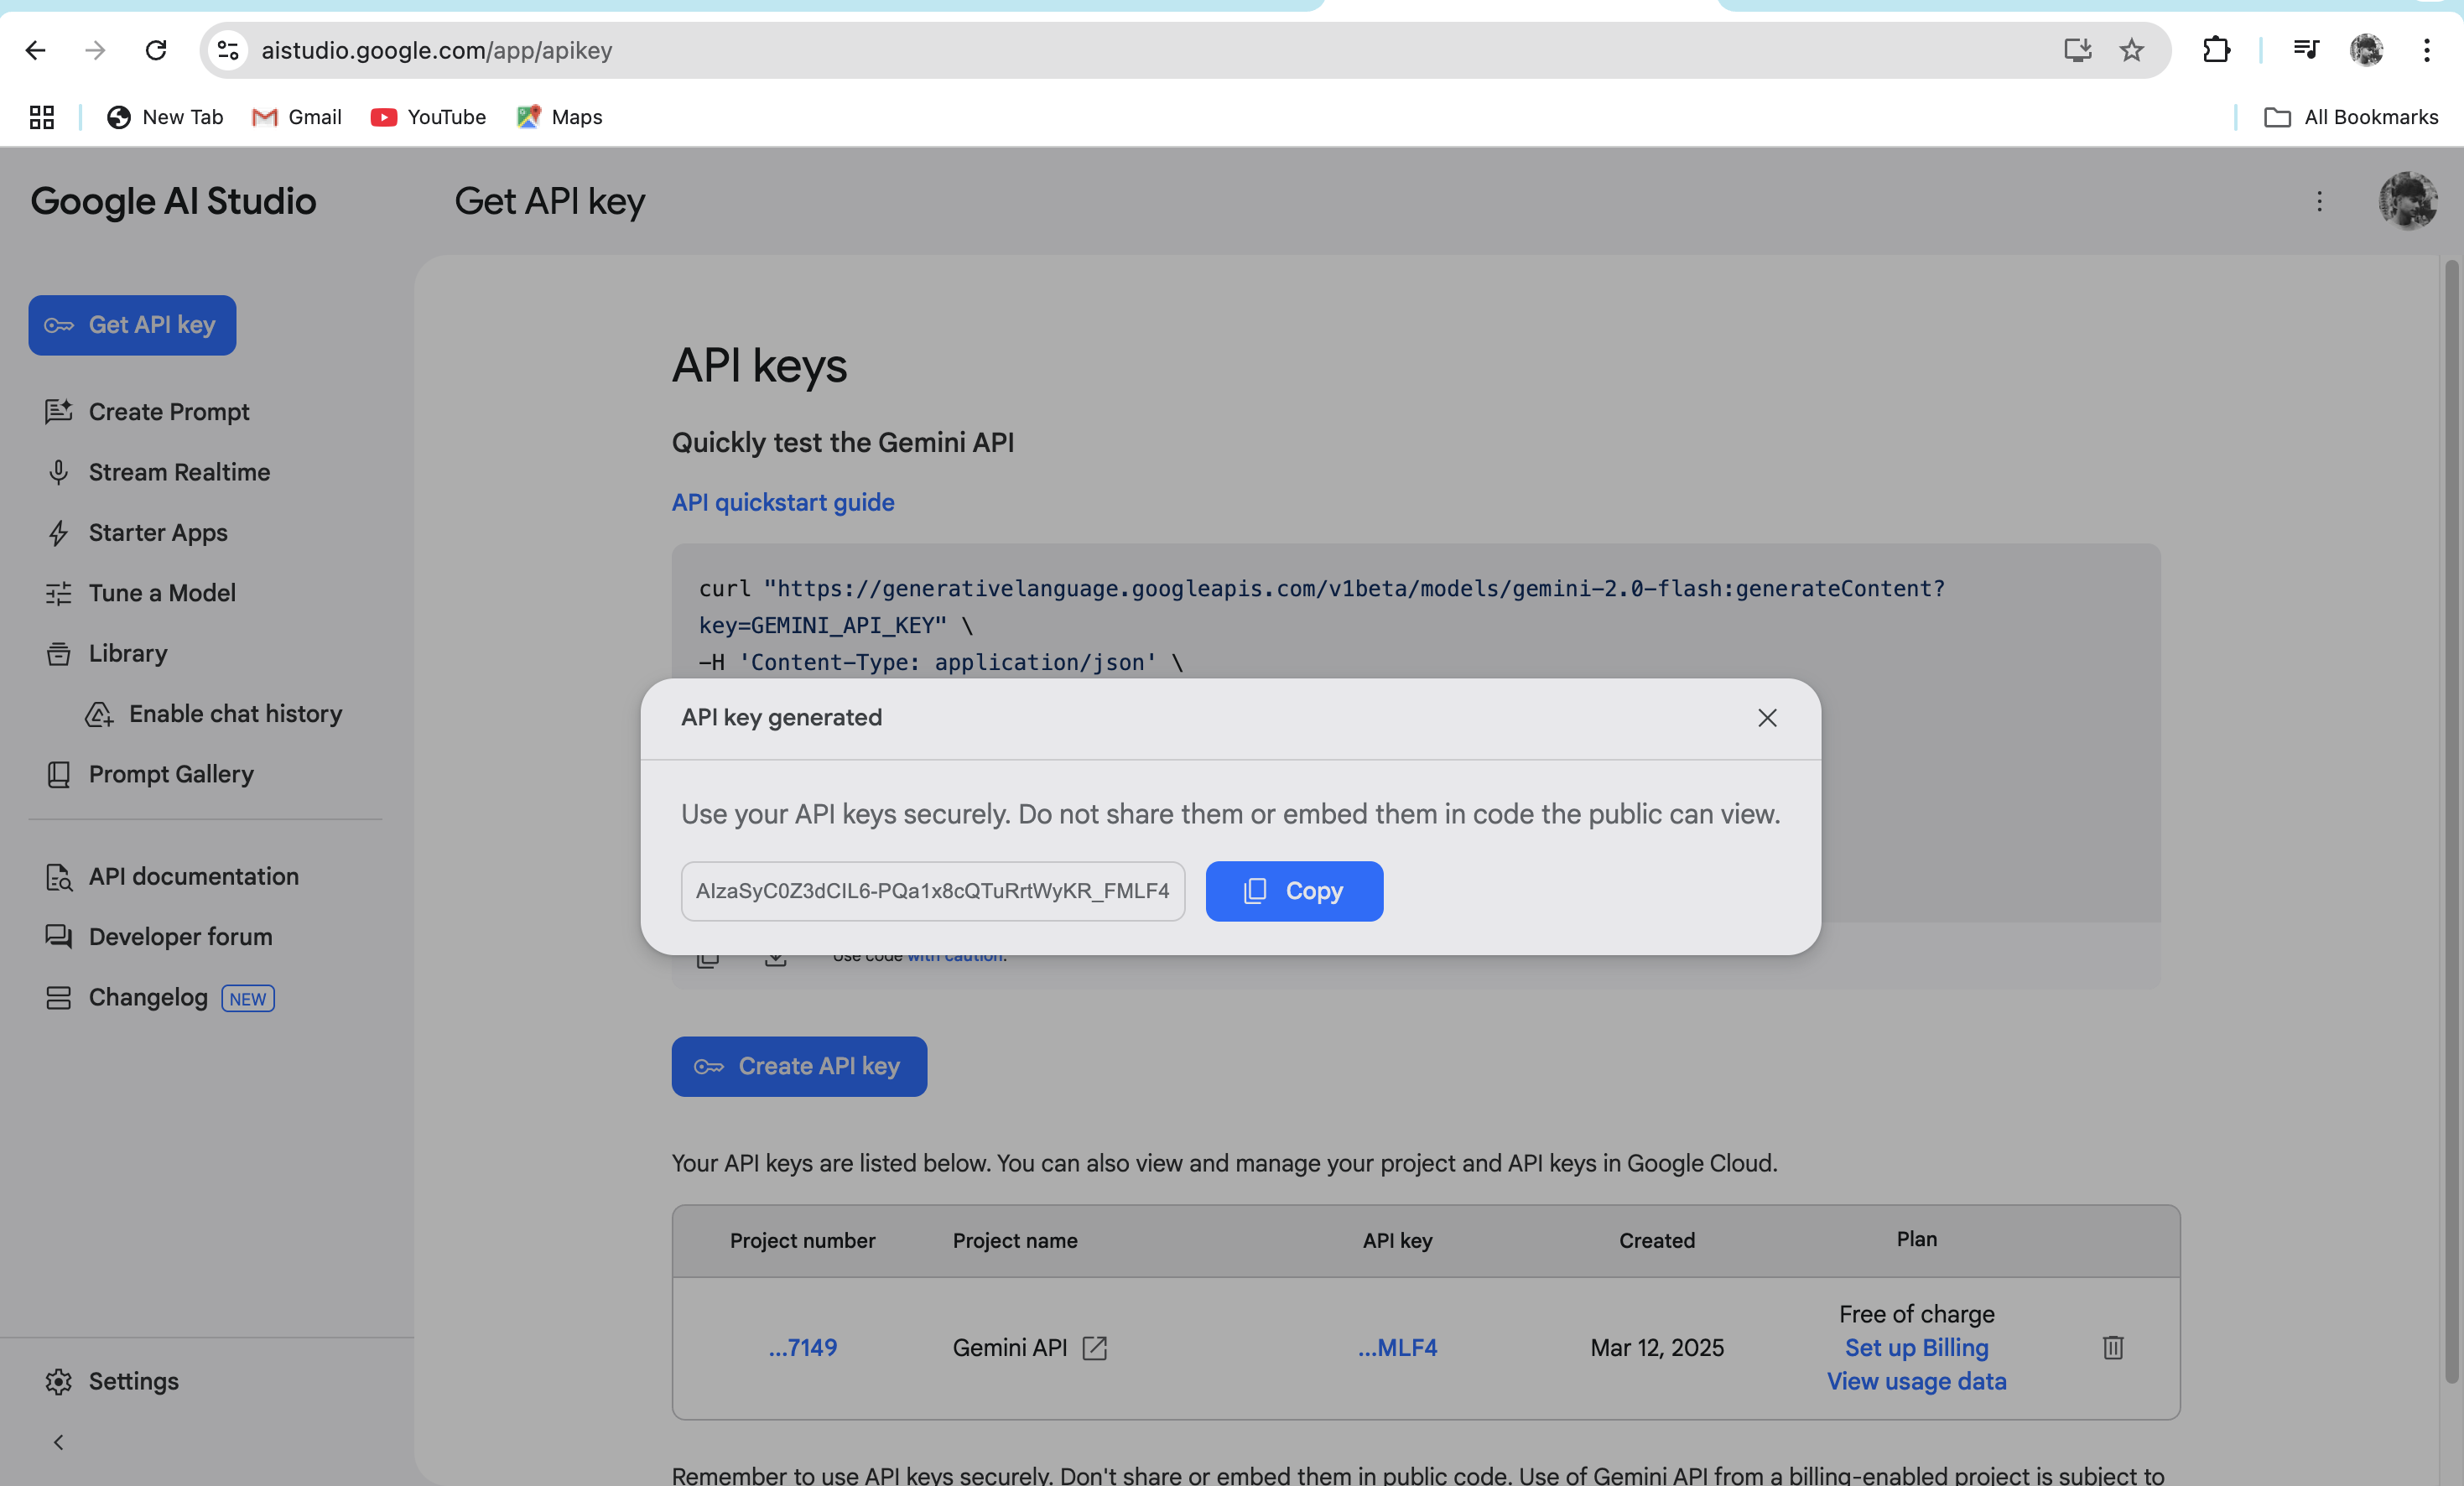 aistudio.google.com/app/apikey
New Tab
Gmail
YouTube
Maps
All Bookmarks
Google AI Studio
Get API key
Get API key
Create Prompt
Stream Realtime
Starter Apps
Tune a Model
Library
Enable chat history
Prompt Gallery
API documentation
Developer forum
Changelog NEW
Settings
API keys
Quickly test the Gemini API
API quickstart guide
curl "https://generativelanguage.googleapis.com/v1beta/models/gemini-2.0-flash:generateContent?
key=GEMINI_API_KEY" \
-H 'Content-Type: application/json' \
API key generated
Use your API keys securely. Do not share them or embed them in code the public can view.
AIzaSyC0Z3dCIL6-PQa1x8cQTuRrtWyKR_FMLF4
Copy
Use code with caution.
Create API key
Your API keys are listed below. You can also view and manage your project and API keys in Google Cloud.
Project number Project name API key Created Plan
...7149 Gemini API ...MLF4 Mar 12, 2025 Free of charge
Set up Billing
View usage data
Remember to use API keys securely. Don't share or embed them in public code. Use of Gemini API from a billing-enabled project is subject to